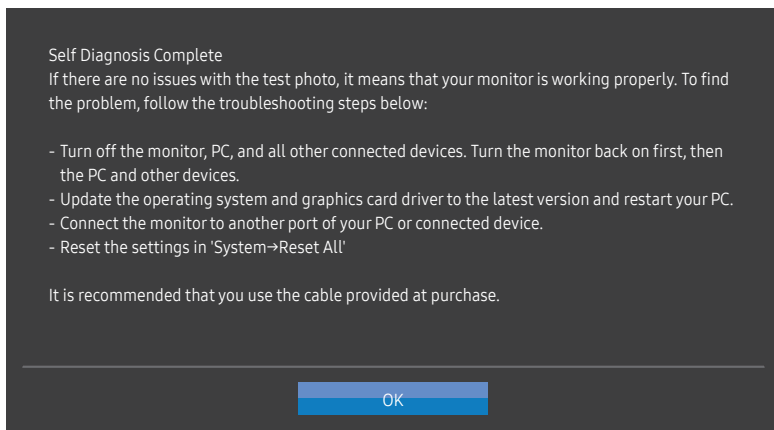 Self Diagnosis Complete
If there are no issues with the test photo, it means that your monitor is working properly. To find
the problem, follow the troubleshooting steps below:
- Turn off the monitor, PC, and all other connected devices. Turn the monitor back on first, then
the PC and other devices.
- Update the operating system and graphics card driver to the latest version and restart your PC.
- Connect the monitor to another port of your PC or connected device.
- Reset the settings in 'System→Reset All'
It is recommended that you use the cable provided at purchase.
OK